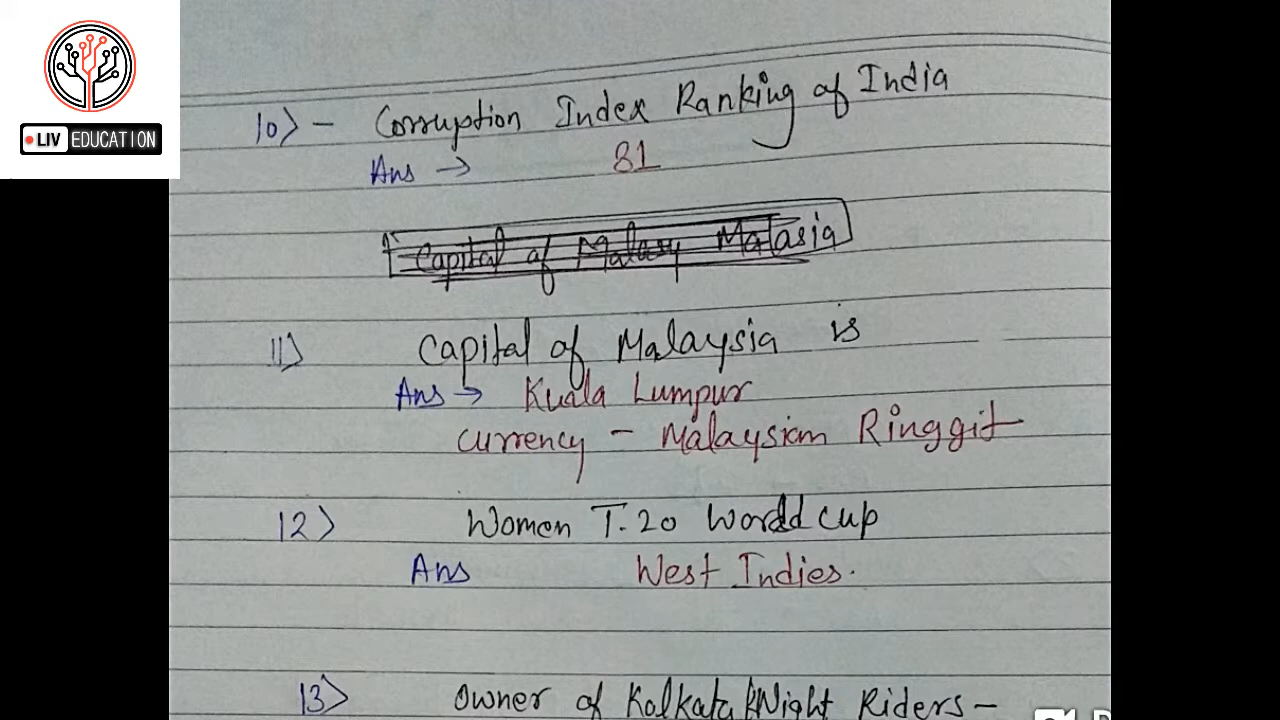 LIV EDUCATION
10) - Corruption Index Ranking of India
Ans → 81
Capital of Malasy Malasia
11) Capital of Malaysia is
Ans → Kuala Lumpur
Currency - Malaysian Ringgit
12) Women T.20 World cup
Ans West Indies.
13) Owner of Kolkata Knight Riders -